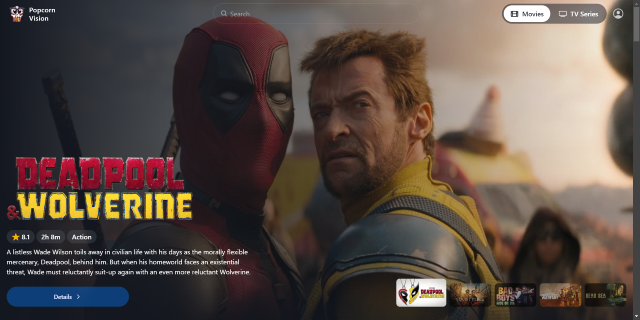 Popcorn
Vision
Search
Movies
TV Series
DEADPOOL
& WOLVERINE
8.1
2h 8m
Action
A listless Wade Wilson toils away in civilian life with his days as the morally flexible
mercenary, Deadpool, behind him. But when his homeworld faces an existential
threat, Wade must reluctantly suit-up again with an even more reluctant Wolverine.
Details
DEADPOOL
WOLVERINE
BAD BOYS